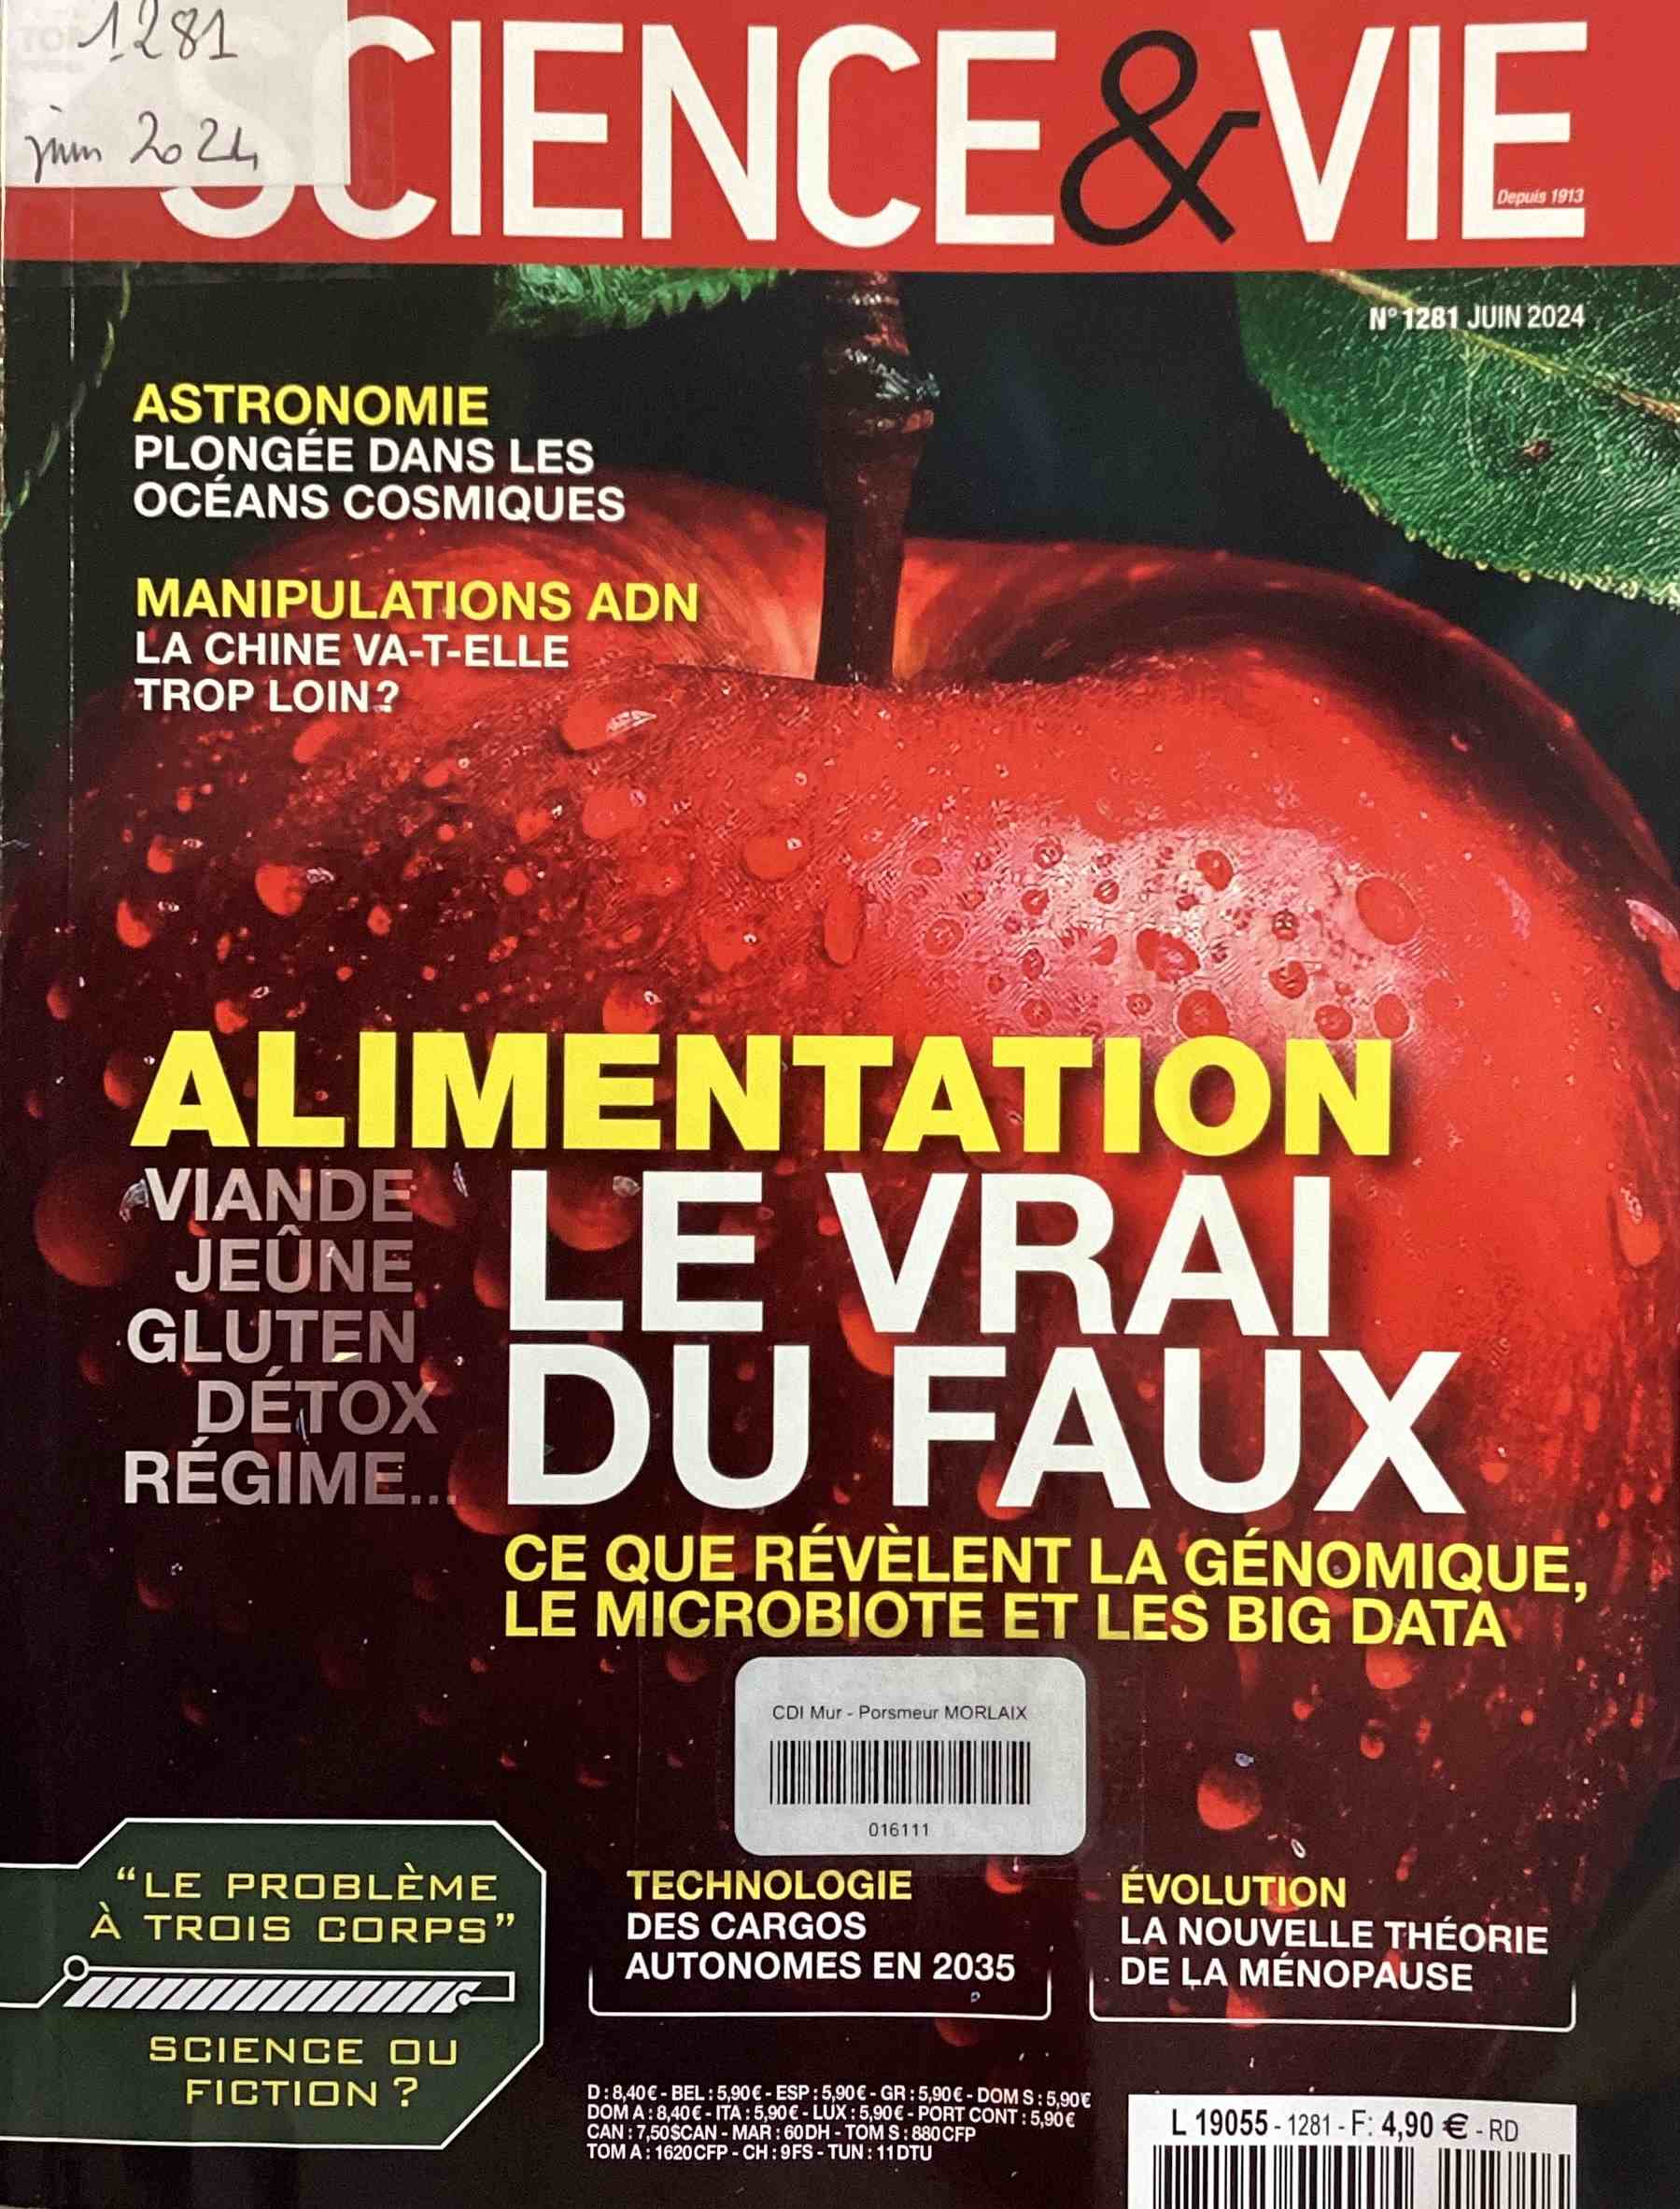 1281
juin 2024
SCIENCE&VIE
Depuis 1913
N° 1281 JUIN 2024
ASTRONOMIE
PLONGÉE DANS LES
OCÉANS COSMIQUES
MANIPULATIONS ADN
LA CHINE VA-T-ELLE
TROP LOIN?
ALIMENTATION
VIANDE
JEÛNE
GLUTEN
DÉTOX
RÉGIME...
LE VRAI
DU FAUX
CE QUE RÉVÈLENT LA GÉNOMIQUE,
LE MICROBIOTE ET LES BIG DATA
CDI Mur - Porsmeur MORLAIX
016111
“LE PROBLÈME
À TROIS CORPS”
SCIENCE OU
FICTION ?
TECHNOLOGIE
DES CARGOS
AUTONOMES EN 2035
ÉVOLUTION
LA NOUVELLE THÉORIE
DE LA MÉNOPAUSE
D : 8,40 € - BEL : 5,90 € - ESP : 5,90 € - GR : 5,90 € - DOM S : 5,90 €
DOM A : 8,40 € - ITA : 5,90 € - LUX : 5,90 € - PORT CONT : 5,90 €
CAN : 7,50 $CAN - MAR : 60 DH - TOM S : 880 CFP
TOM A : 1620 CFP - CH : 9 FS - TUN : 11 DTU
L 19055 - 1281 - F: 4,90 € - RD